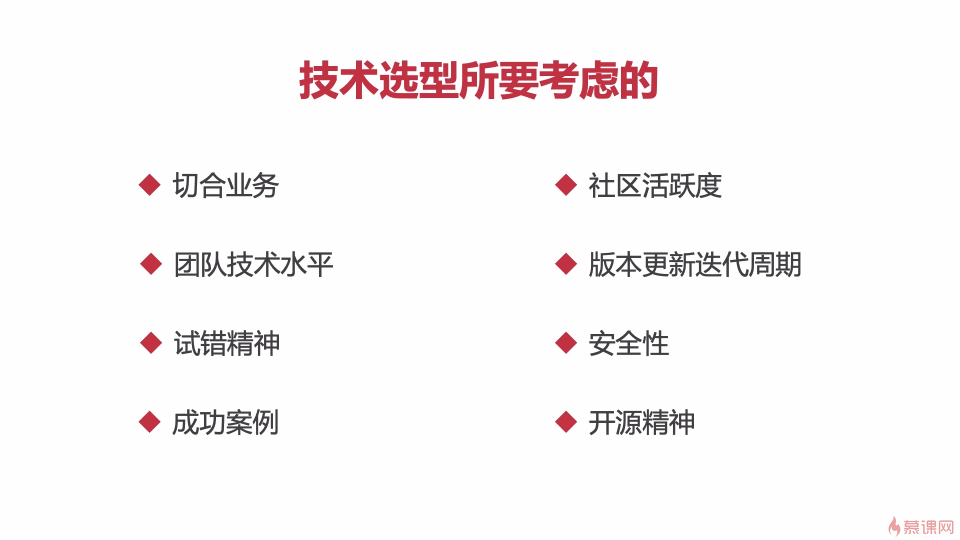 技术选型所要考虑的
切合业务
团队技术水平
试错精神
成功案例
社区活跃度
版本更新迭代周期
安全性
开源精神
慕课网